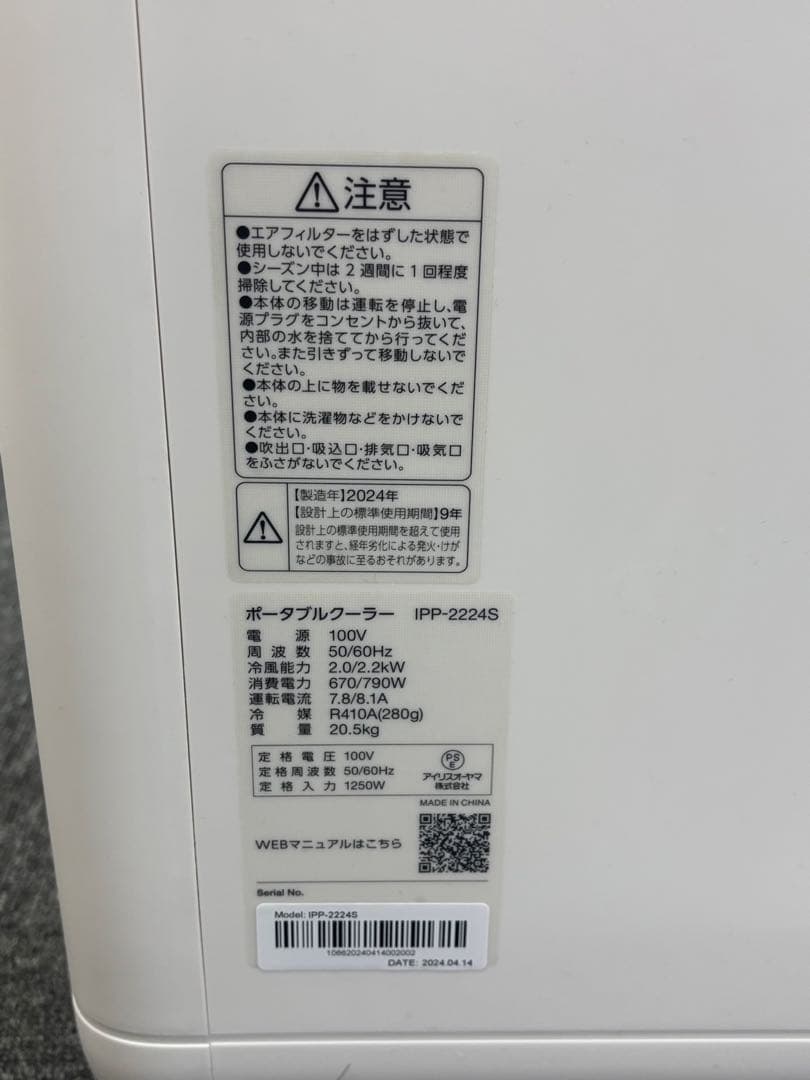 注意
●エアフィルターをはずした状態で
使用しないでください。
●シーズン中は2週間に1回程度
掃除してください。
●本体の移動は運転を停止し、電
源プラグをコンセントから抜いて、
内部の水を捨ててから行ってくだ
さい。また引きずって移動しないで
ください。
●本体の上に物を載せないでくだ
さい。
●本体に洗濯物などをかけないで
ください。
●吹出口・吸込口・排気口・吸気口
をふさがないでください。
【製造年】2024年
【設計上の標準使用期間】9年
設計上の標準使用期間を超えて使用
されますと、経年劣化による発火・けが
などの事故に至るおそれがあります。
ポータブルクーラー IPP-2224S
電源 100V
周波数 50/60Hz
冷風能力 2.0/2.2kW
消費電力 670/790W
運転電流 7.8/8.1A
冷媒 R410A(280g)
質量 20.5kg
定格電圧 100V
定格周波数 50/60Hz
定格入力 1250W
PSE
アイリスオーヤマ
株式会社
MADE IN CHINA
WEBマニュアルはこちら
Serial No.
Model: IPP-2224S
108620240414002002
DATE: 2024.04.14